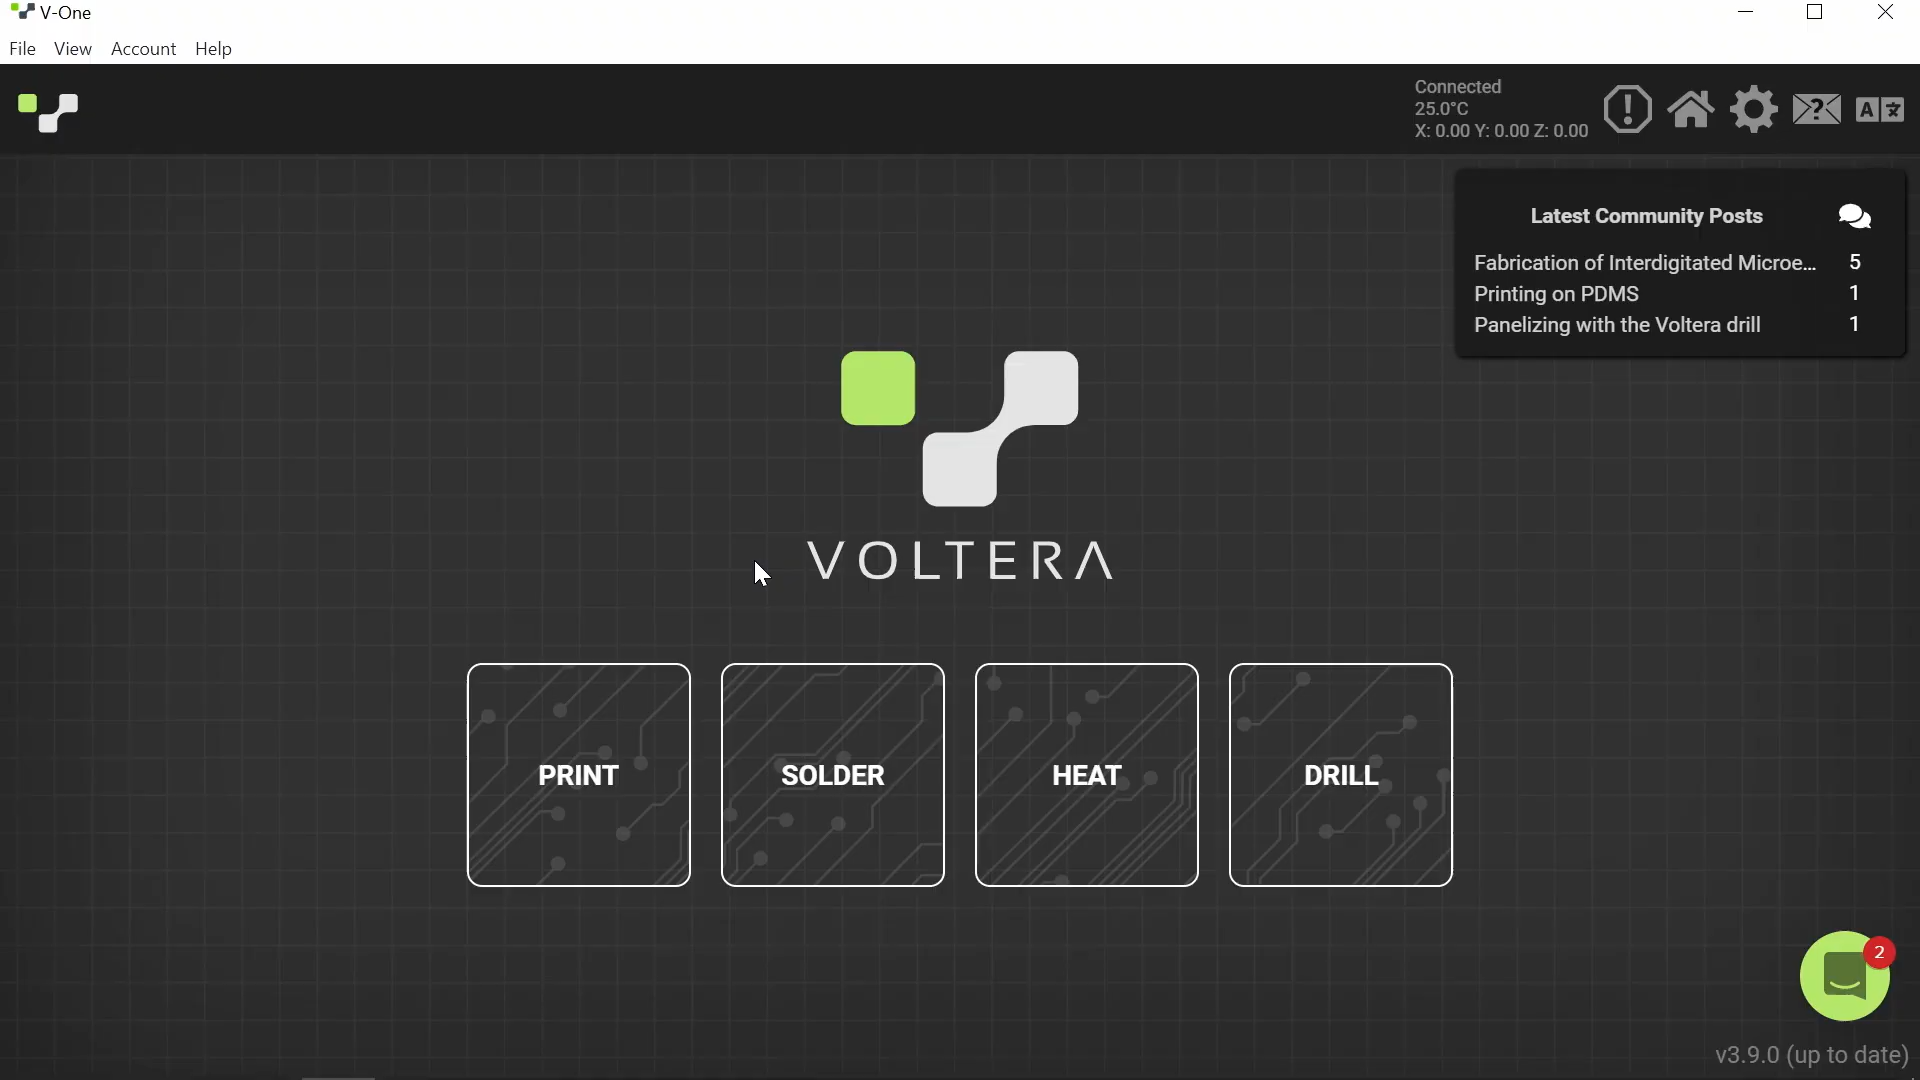 V-One
File View Account Help
Connected
25.0°C
X: 0.00 Y: 0.00 Z: 0.00
Latest Community Posts
Fabrication of Interdigitated Microe... 5
Printing on PDMS 1
Panelizing with the Voltera drill 1
VOLTERA
PRINT SOLDER HEAT DRILL
2
v3.9.0 (up to date)